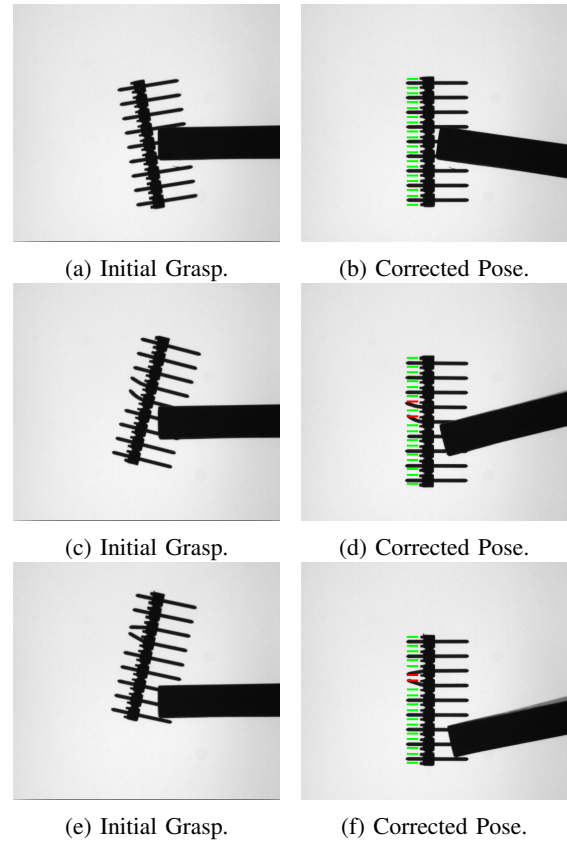 (a) Initial Grasp.
(b) Corrected Pose.
(c) Initial Grasp.
(d) Corrected Pose.
(e) Initial Grasp.
(f) Corrected Pose.